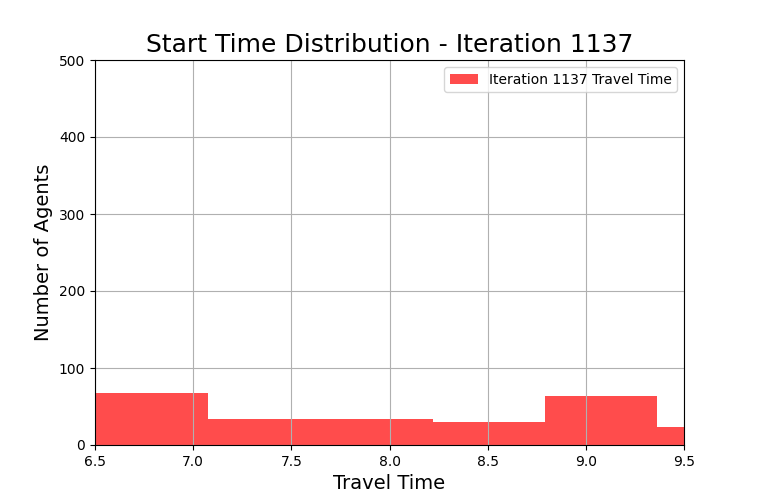 Start Time Distribution - Iteration 1137
Iteration 1137 Travel Time
Number of Agents
500
400
300
200
100
0
6.5 7.0 7.5 8.0 8.5 9.0 9.5
Travel Time